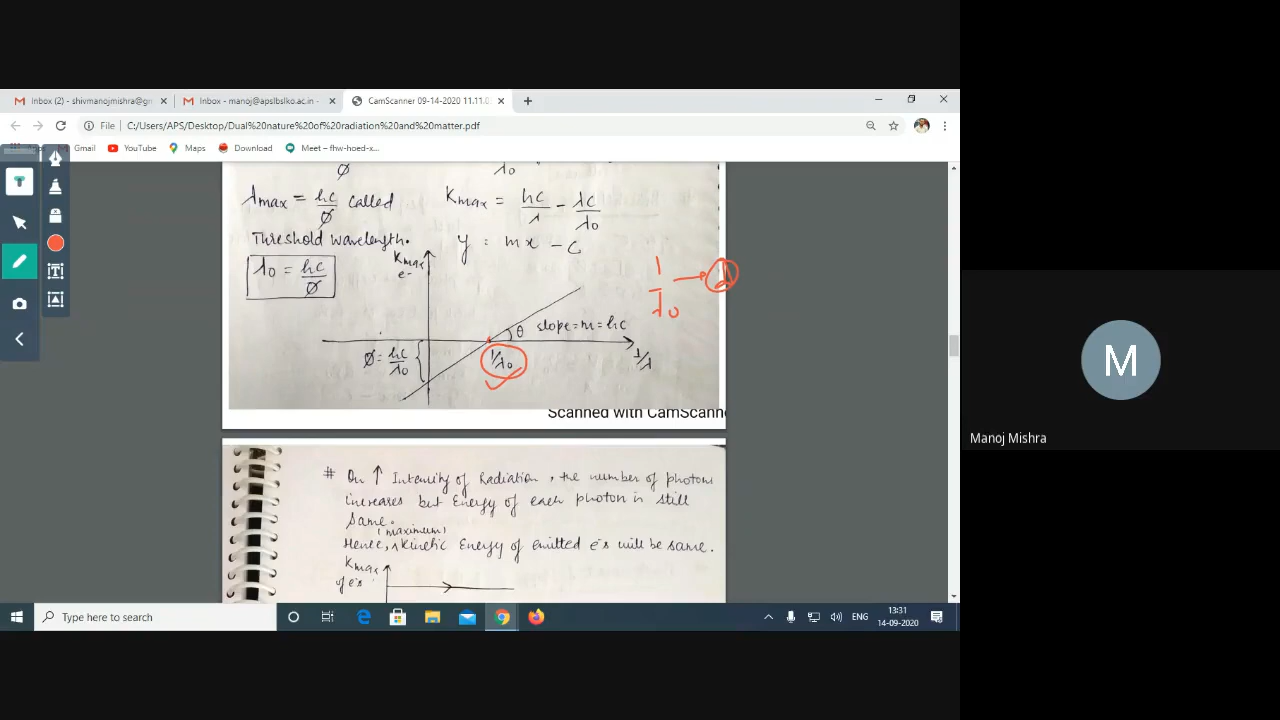 Inbox (2) - shivmanojmishra@gm
Inbox - manoj@apslbslko.ac.in -
CamScanner 09-14-2020 11.11.0
File
C:/Users/APS/Desktop/Dual%20nature%20of%20radiation%20and%20matter.pdf
Gmail YouTube Maps Download Meet – fhw-hoed-x...
ø λ0
λmax = hc/ø called Kmax = hc/λ - λc/λ0
Threshold wavelength. y = mx - C
λ0 = hc/ø
Kmax
e-
1/λ0 → 1
θ slope = m = hc
ø = hc/λ0 1/λ0 1/λ
Scanned with CamScanne
# On ↑ Intensity of Radiation, the number of photons
increases but Energy of each photon is still
Same.
(maximum)
Hence, kinetic Energy of emitted e-s will be same.
Kmax
of e-s
M
Manoj Mishra
Type here to search
ENG
13:31
14-09-2020